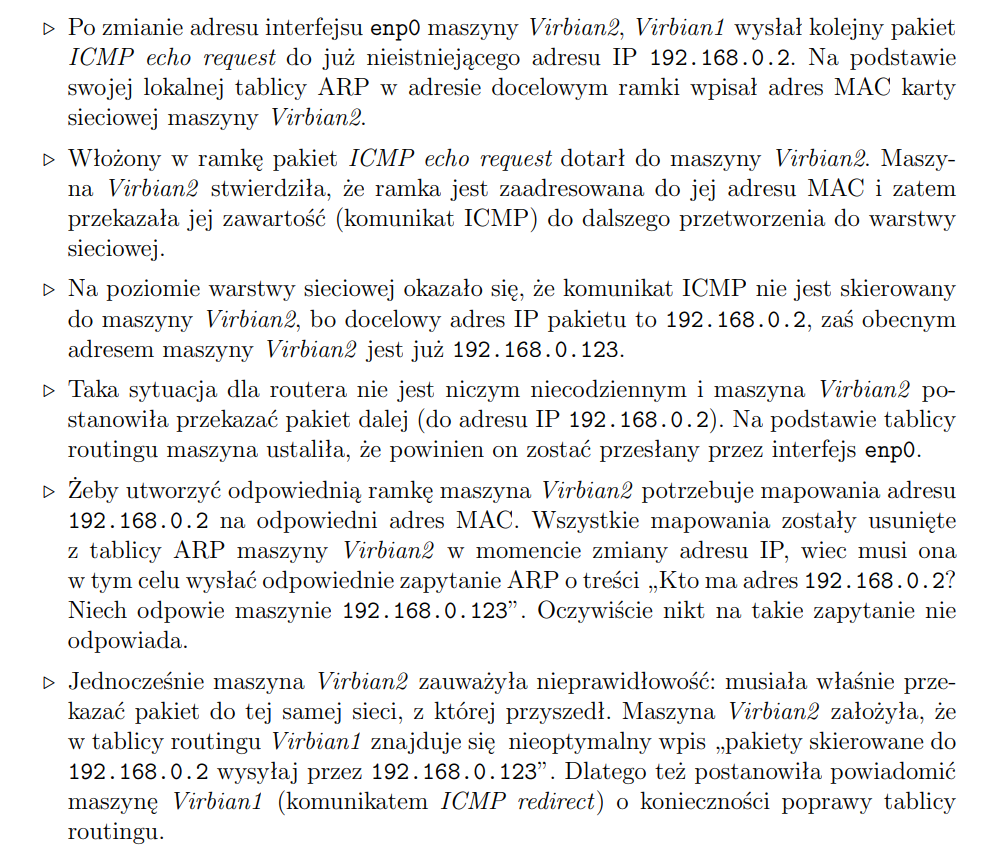 ▷ Po zmianie adresu interfejsu enp0 maszyny Virbian2, Virbian1 wysłał kolejny pakiet
ICMP echo request do już nieistniejącego adresu IP 192.168.0.2. Na podstawie
swojej lokalnej tablicy ARP w adresie docelowym ramki wpisał adres MAC karty
sieciowej maszyny Virbian2.
▷ Włożony w ramkę pakiet ICMP echo request dotarł do maszyny Virbian2. Maszy-
na Virbian2 stwierdziła, że ramka jest zaadresowana do jej adresu MAC i zatem
przekazała jej zawartość (komunikat ICMP) do dalszego przetworzenia do warstwy
sieciowej.
▷ Na poziomie warstwy sieciowej okazało się, że komunikat ICMP nie jest skierowany
do maszyny Virbian2, bo docelowy adres IP pakietu to 192.168.0.2, zaś obecnym
adresem maszyny Virbian2 jest już 192.168.0.123.
▷ Taka sytuacja dla routera nie jest niczym niecodziennym i maszyna Virbian2 po-
stanowiła przekazać pakiet dalej (do adresu IP 192.168.0.2). Na podstawie tablicy
routingu maszyna ustaliła, że powinien on zostać przesłany przez interfejs enp0.
▷ Żeby utworzyć odpowiednią ramkę maszyna Virbian2 potrzebuje mapowania adresu
192.168.0.2 na odpowiedni adres MAC. Wszystkie mapowania zostały usunięte
z tablicy ARP maszyny Virbian2 w momencie zmiany adresu IP, wiec musi ona
w tym celu wysłać odpowiednie zapytanie ARP o treści „Kto ma adres 192.168.0.2?
Niech odpowie maszynie 192.168.0.123”. Oczywiście nikt na takie zapytanie nie
odpowiada.
▷ Jednocześnie maszyna Virbian2 zauważyła nieprawidłowość: musiała właśnie prze-
kazać pakiet do tej samej sieci, z której przyszedł. Maszyna Virbian2 założyła, że
w tablicy routingu Virbian1 znajduje się nieoptymalny wpis „pakiety skierowane do
192.168.0.2 wysyłaj przez 192.168.0.123”. Dlatego też postanowiła powiadomić
maszynę Virbian1 (komunikatem ICMP redirect) o konieczności poprawy tablicy
routingu.